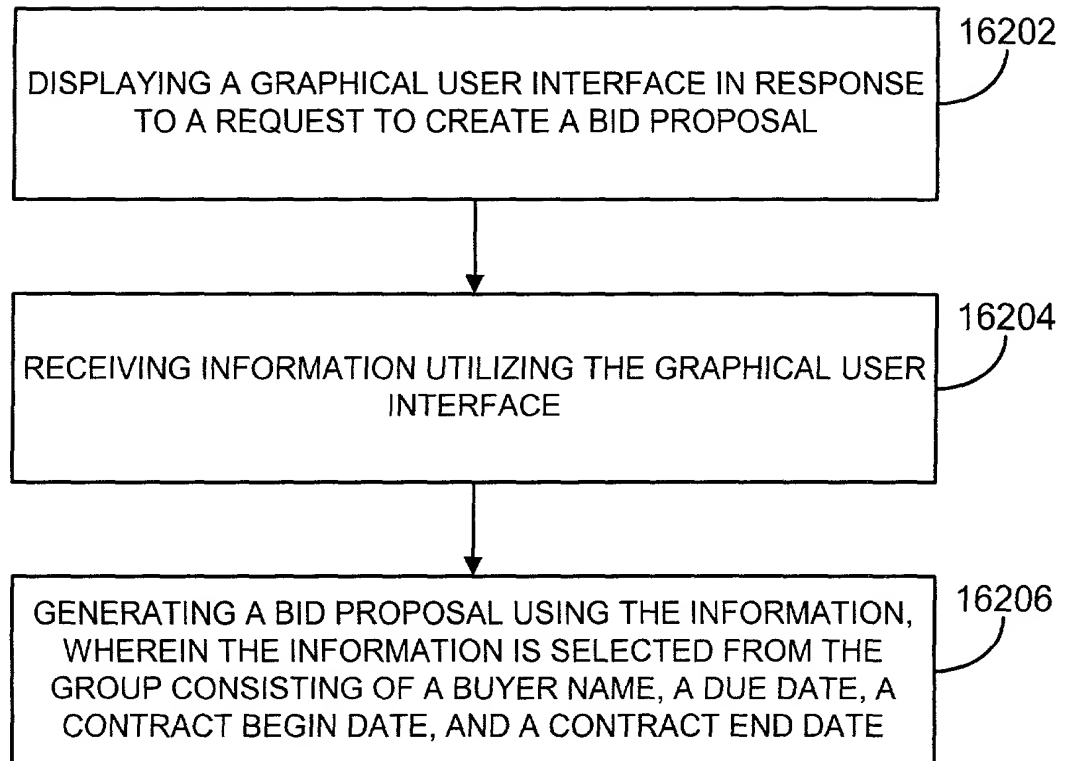 16202
DISPLAYING A GRAPHICAL USER INTERFACE IN RESPONSE
TO A REQUEST TO CREATE A BID PROPOSAL
16204
RECEIVING INFORMATION UTILIZING THE GRAPHICAL USER
INTERFACE
16206
GENERATING A BID PROPOSAL USING THE INFORMATION,
WHEREIN THE INFORMATION IS SELECTED FROM THE
GROUP CONSISTING OF A BUYER NAME, A DUE DATE, A
CONTRACT BEGIN DATE, AND A CONTRACT END DATE